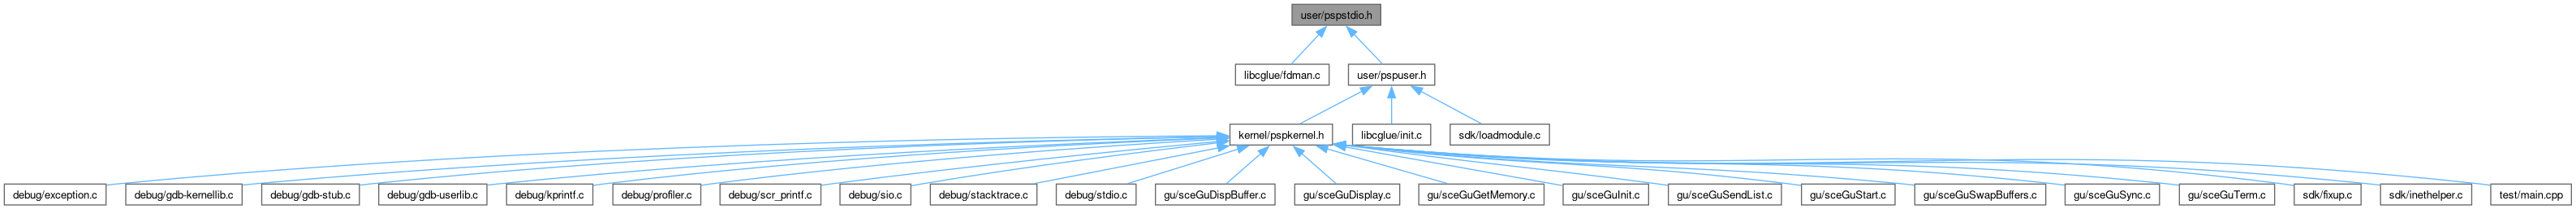 user/pspstdio.h
libcglue/fdman.c
user/pspuser.h
kernel/pspkernel.h
libcglue/init.c
sdk/loadmodule.c
debug/exception.c
debug/gdb-kernellib.c
debug/gdb-stub.c
debug/gdb-userlib.c
debug/kprintf.c
debug/profiler.c
debug/scr_printf.c
debug/sio.c
debug/stacktrace.c
debug/stdio.c
gu/sceGuDispBuffer.c
gu/sceGuDisplay.c
gu/sceGuGetMemory.c
gu/sceGuInit.c
gu/sceGuSendList.c
gu/sceGuStart.c
gu/sceGuSwapBuffers.c
gu/sceGuSync.c
gu/sceGuTerm.c
sdk/fixup.c
sdk/inethelper.c
test/main.cpp